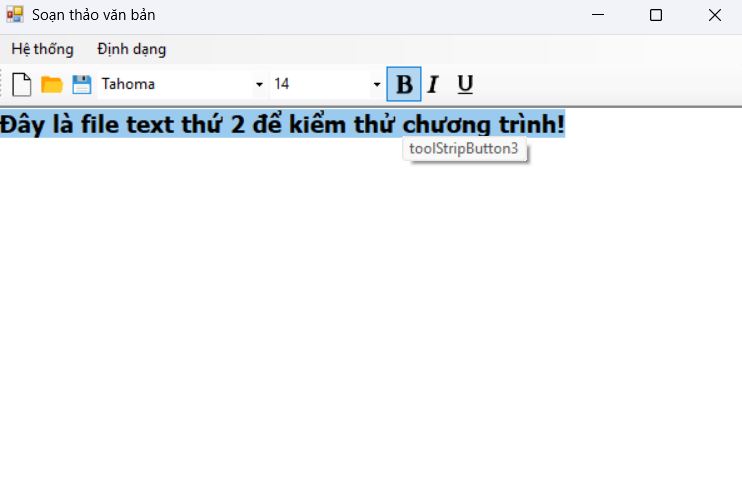 Soạn thảo văn bản
Hệ thống Định dạng
Tahoma 14 B I U
Đây là file text thứ 2 để kiểm thử chương trình!
toolStripButton3